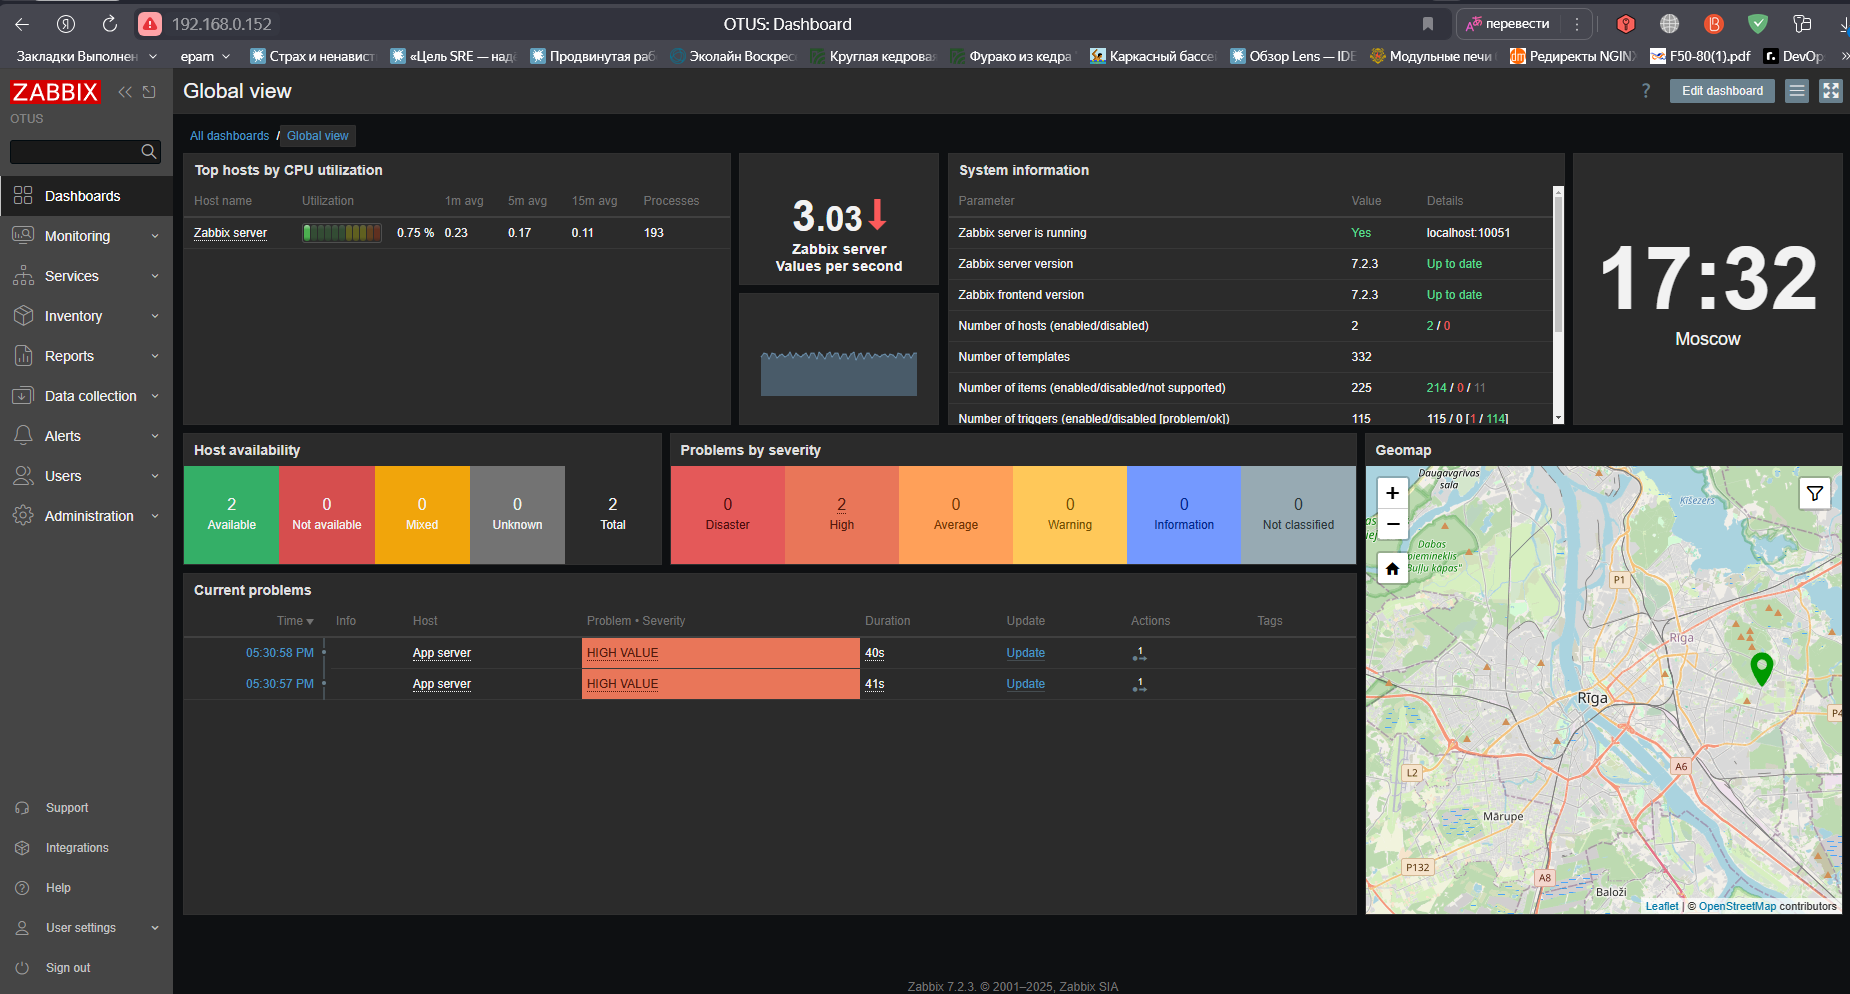 192.168.0.152
OTUS: Dashboard
перевести
Закладки Выполнен
epam
Страх и ненавист
«Цель SRE — над
Продвинутая раб
Эколайн Воскрес
Круглая кедрова
Фурако из кедра
Каркасный бассе
Обзор Lens — IDE
Модульные печи
Редиректы NGIN
F50-80(1).pdf
DevOp
ZABBIX
OTUS
Dashboards
Monitoring
Services
Inventory
Reports
Data collection
Alerts
Users
Administration
Support
Integrations
Help
User settings
Sign out
Global view
? Edit dashboard
All dashboards / Global view
Top hosts by CPU utilization
Host name Utilization 1m avg 5m avg 15m avg Processes
Zabbix server 0.75 % 0.23 0.17 0.11 193
3.03
Zabbix server
Values per second
System information
Parameter Value Details
Zabbix server is running Yes localhost:10051
Zabbix server version 7.2.3 Up to date
Zabbix frontend version 7.2.3 Up to date
Number of hosts (enabled/disabled) 2 2 / 0
Number of templates 332
Number of items (enabled/disabled/not supported) 225 214 / 0 / 11
Number of triggers (enabled/disabled [problem/ok]) 115 115 / 0 [1 / 114]
17:32
Moscow
Host availability
2 Available
0 Not available
0 Mixed
0 Unknown
2 Total
Problems by severity
0 Disaster
2 High
0 Average
0 Warning
0 Information
0 Not classified
Current problems
Time Info Host Problem • Severity Duration Update Actions Tags
05:30:58 PM App server HIGH VALUE 40s Update 1
05:30:57 PM App server HIGH VALUE 41s Update 1
Geomap
+
−
Daugavgrīvas
sala
Ķīšezers
Dabas
piemineklis
"Buļļu kāpas"
P1
Rīga
Rīga
P4
A6
L2
Mārupe
P132
A8
Baloži
Leaflet | © OpenStreetMap contributors
Zabbix 7.2.3. © 2001–2025, Zabbix SIA